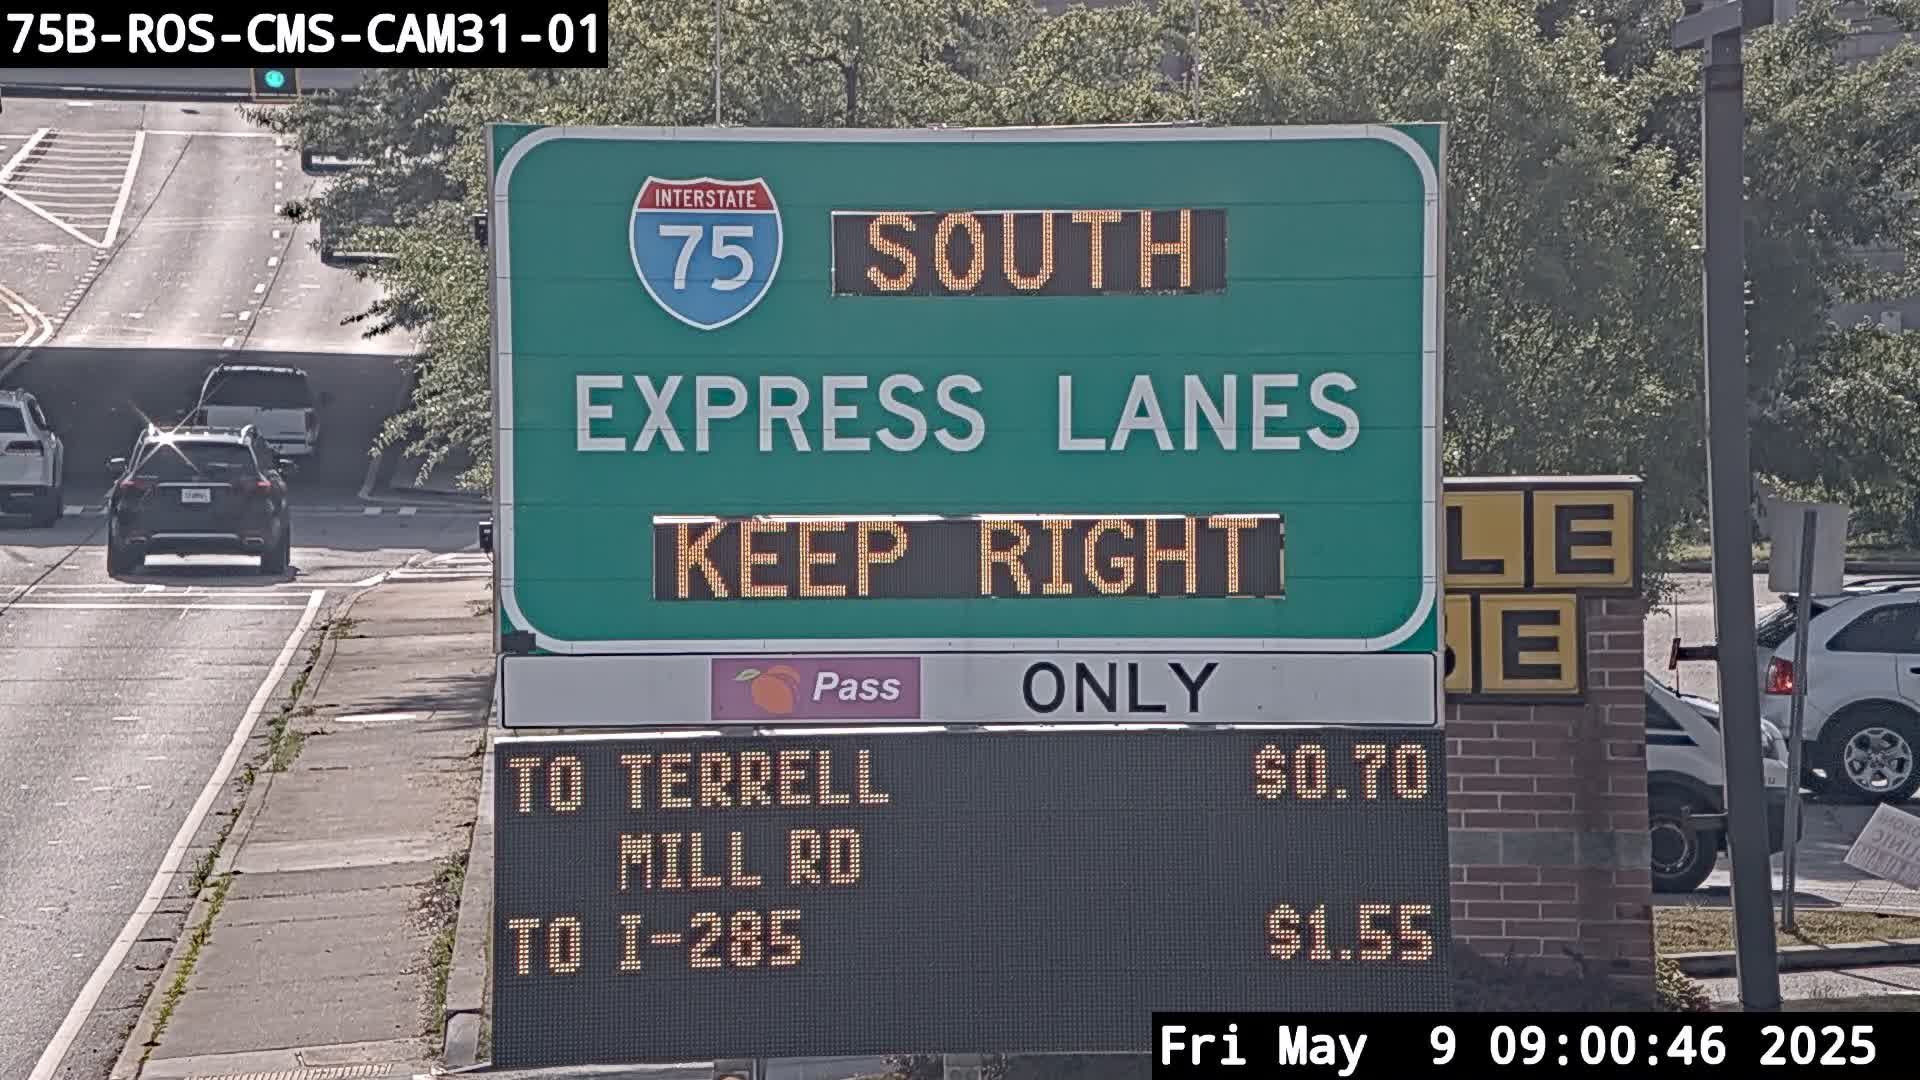 75B-ROS-CMS-CAM31-01
INTERSTATE
75
SOUTH
EXPRESS LANES
KEEP RIGHT
LE
E
Pass ONLY
TO TERRELL $0.70
MILL RD
TO I-285 $1.55
Fri May 9 09:00:46 2025